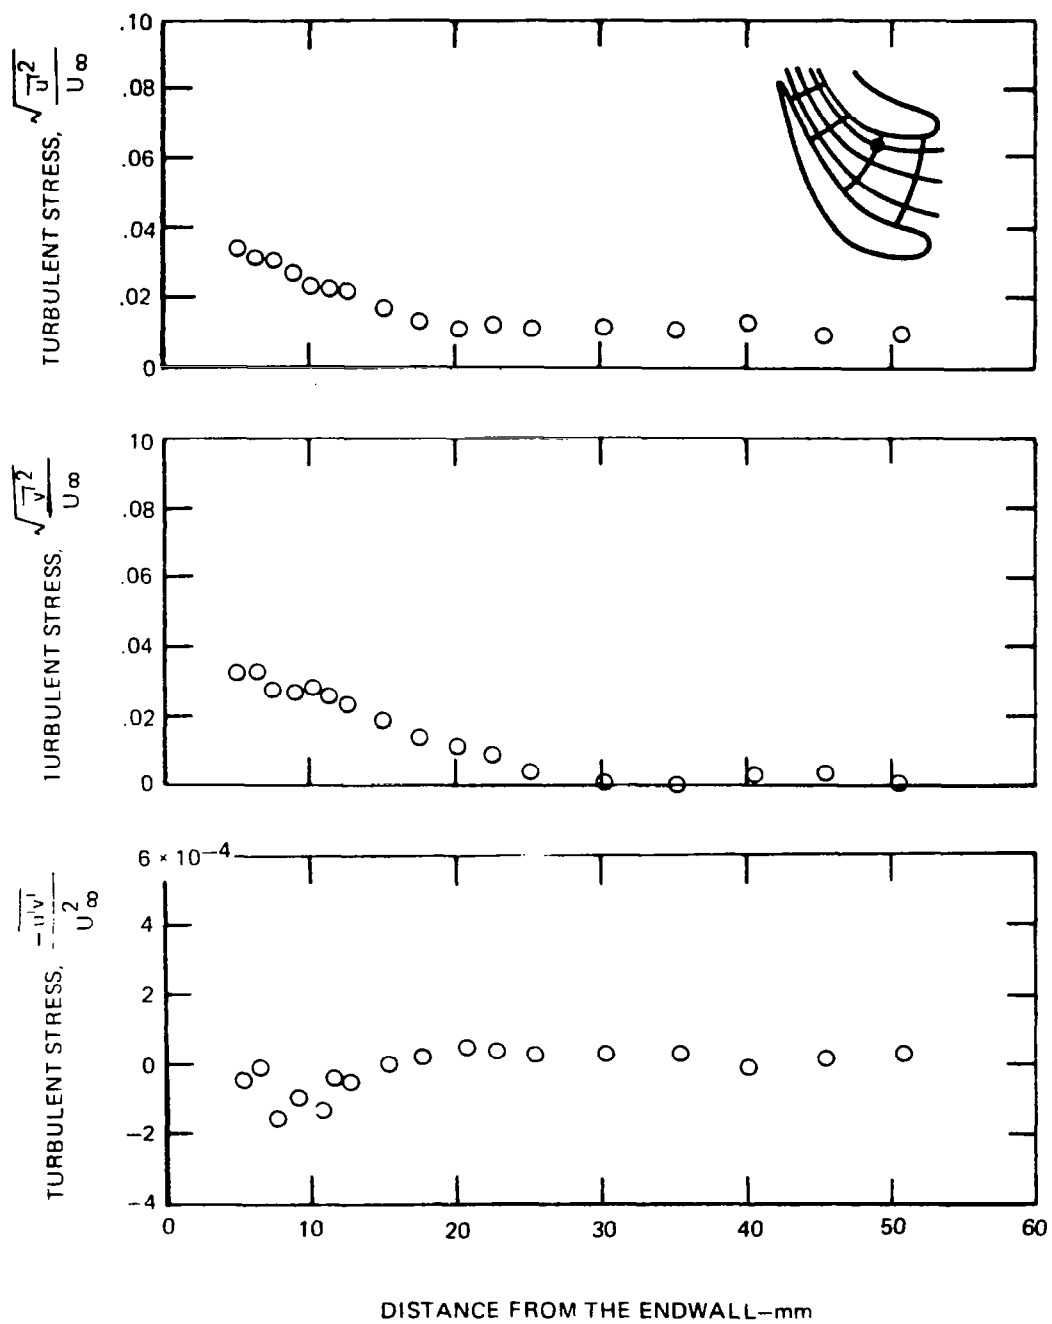 TURBULENT STRESS, √u'² / U∞
.10
.08
.06
.04
.02
0
TURBULENT STRESS, √v'² / U∞
10
.08
.06
.04
.02
0
TURBULENT STRESS, −u'v' / U²∞
6 × 10⁻⁴
4
2
0
−2
−4
0 10 20 30 40 50 60
DISTANCE FROM THE ENDWALL—mm